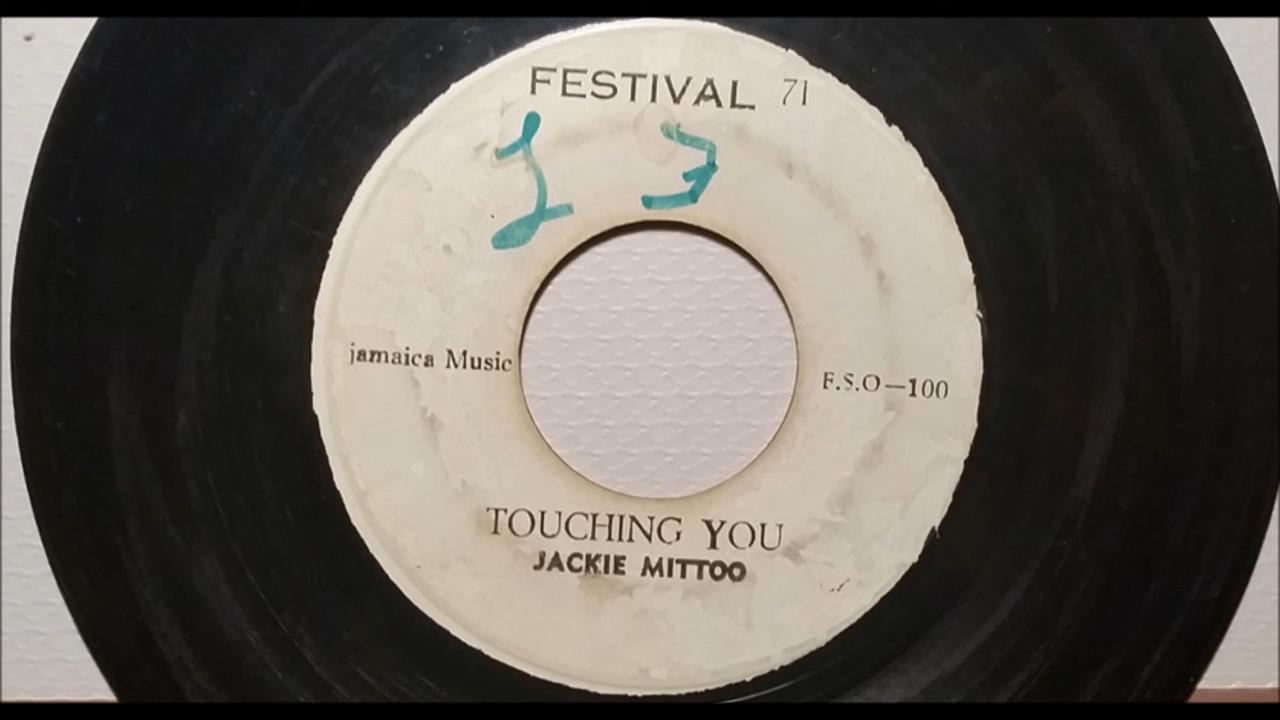 FESTIVAL 71
jamaica Music
F.S.O—100
TOUCHING YOU
JACKIE MITTOO